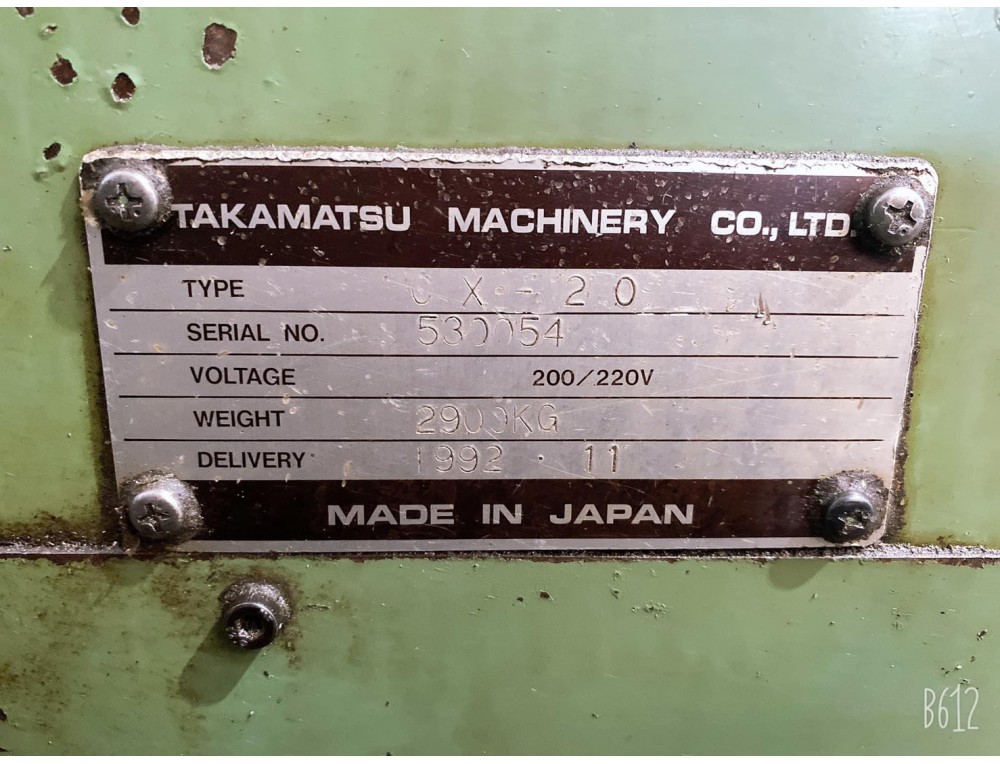 TAKAMATSU MACHINERY CO., LTD.
TYPE
SERIAL NO. 530054
VOLTAGE 200/220V
WEIGHT 2900KG
DELIVERY 1992 · 11
MADE IN JAPAN
B612